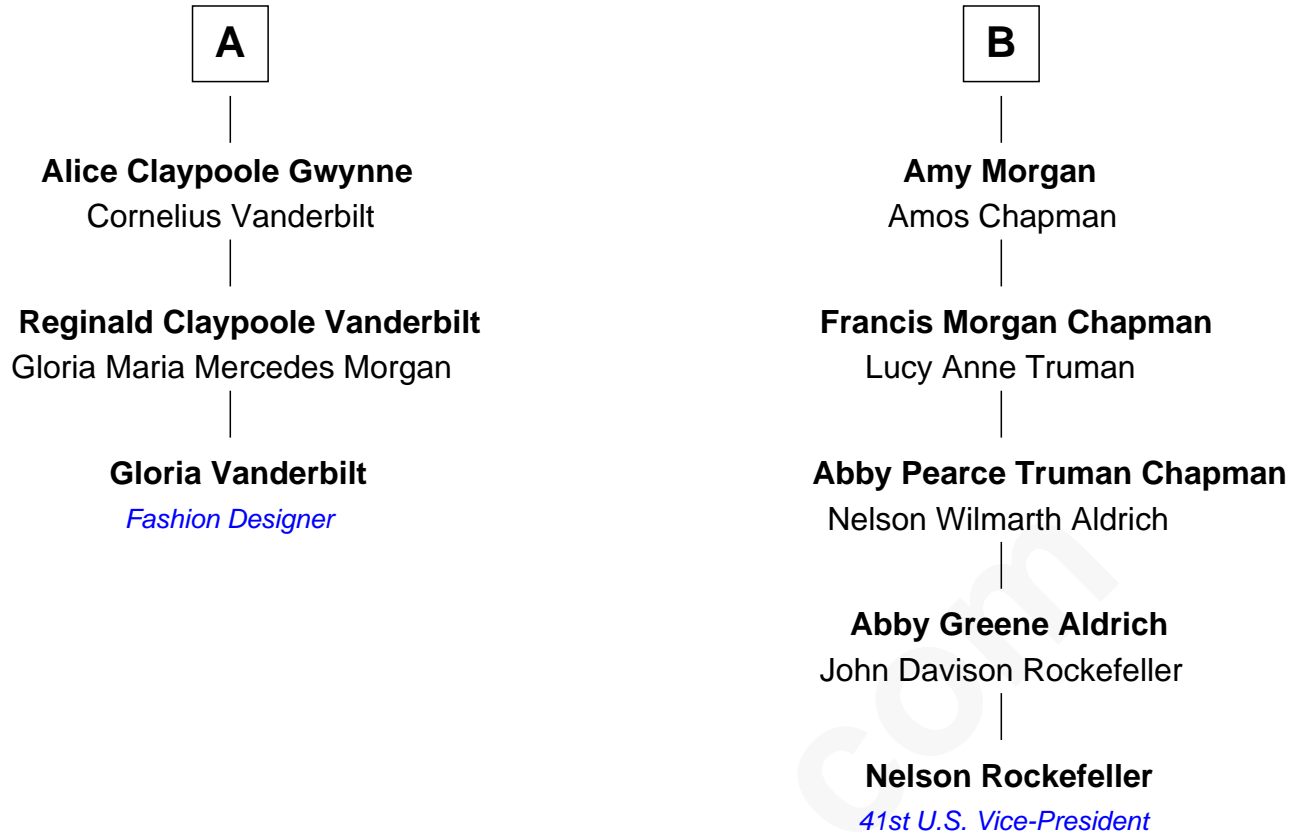 A
Alice Claypoole Gwynne
Cornelius Vanderbilt
Reginald Claypoole Vanderbilt
Gloria Maria Mercedes Morgan
Gloria Vanderbilt
Fashion Designer
B
Amy Morgan
Amos Chapman
Francis Morgan Chapman
Lucy Anne Truman
Abby Pearce Truman Chapman
Nelson Wilmarth Aldrich
Abby Greene Aldrich
John Davison Rockefeller
Nelson Rockefeller
41st U.S. Vice-President
com